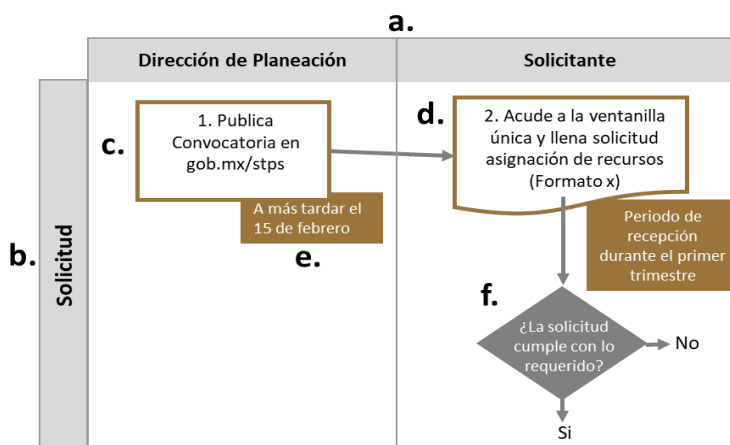 a.
Dirección de Planeación
Solicitante
c.
1. Publica
Convocatoria en
gob.mx/stps
d.
2. Acude a la ventanilla
única y llena solicitud
asignación de recursos
(Formato x)
A más tardar el
15 de febrero
e.
Periodo de
recepción
durante el primer
trimestre
b.
Solicitud
f.
¿La solicitud
cumple con lo
requerido?
No
Si